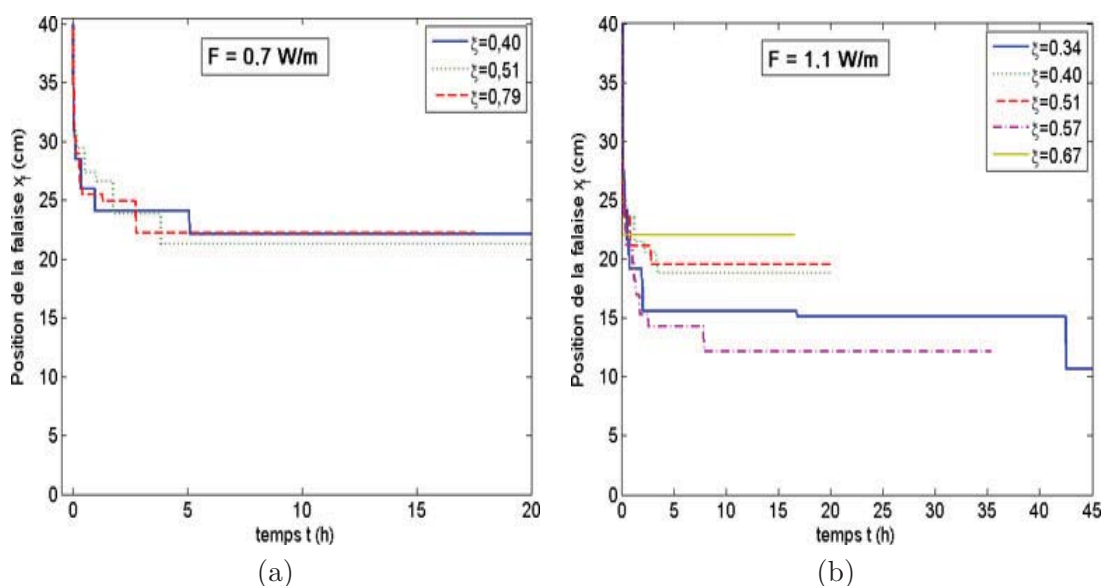 40
35
30
25
20
15
10
5
0
Position de la falaise x_f (cm)
F = 0.7 W/m
ξ=0,40
ξ=0,51
ξ=0,79
0
5
10
15
20
temps t (h)
(a)
40
35
30
25
20
15
10
5
0
Position de la falaise x_f (cm)
F = 1.1 W/m
ξ=0.34
ξ=0.40
ξ=0.51
ξ=0.57
ξ=0.67
0
5
10
15
20
25
30
35
40
45
temps t (h)
(b)